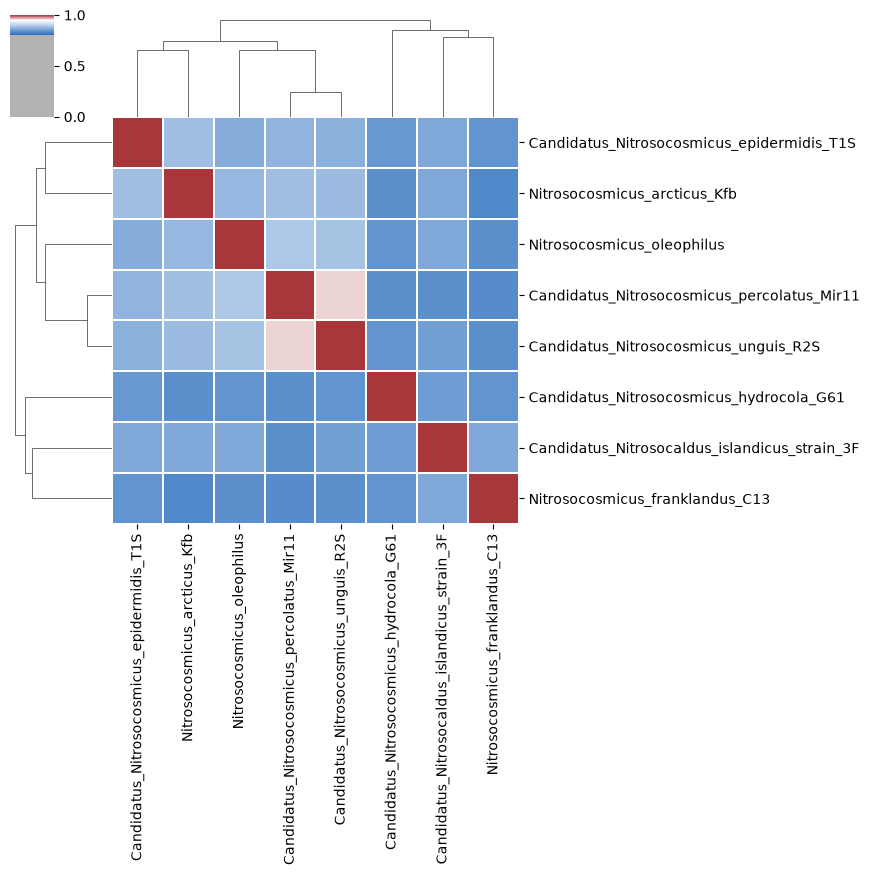 1.0
0.5
0.0
Candidatus_Nitrosocosmicus_epidermidis_T1S
Nitrosocosmicus_arcticus_Kfb
Nitrosocosmicus_oleophilus
Candidatus_Nitrosocosmicus_percolatus_Mir11
Candidatus_Nitrosocosmicus_unguis_R2S
Candidatus_Nitrosocosmicus_hydrocola_G61
Candidatus_Nitrosocaldus_islandicus_strain_3F
Nitrosocosmicus_franklandus_C13
Candidatus_Nitrosocosmicus_epidermidis_T1S
Nitrosocosmicus_arcticus_Kfb
Nitrosocosmicus_oleophilus
Candidatus_Nitrosocosmicus_percolatus_Mir11
Candidatus_Nitrosocosmicus_unguis_R2S
Candidatus_Nitrosocosmicus_hydrocola_G61
Candidatus_Nitrosocaldus_islandicus_strain_3F
Nitrosocosmicus_franklandus_C13